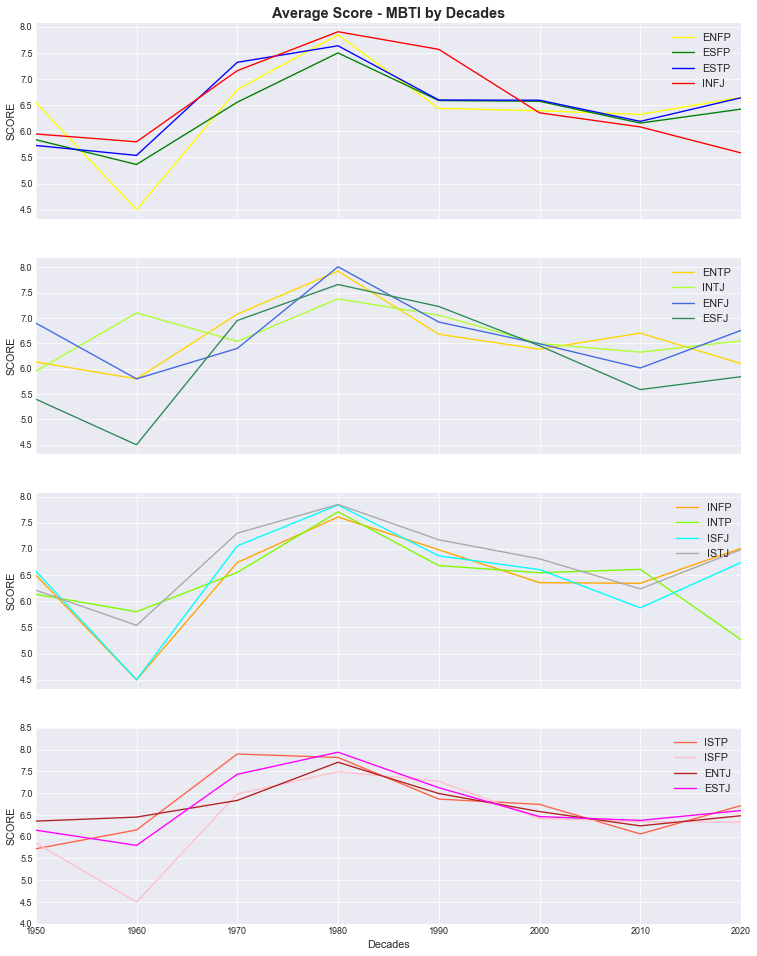 Average Score - MBTI by Decades
8.0
7.5
7.0
6.5
6.0
5.5
5.0
4.5
SCORE
ENFP
ESFP
ESTP
INFJ
8.0
7.5
7.0
6.5
6.0
5.5
5.0
4.5
SCORE
ENTP
INTJ
ENFJ
ESFJ
8.0
7.5
7.0
6.5
6.0
5.5
5.0
4.5
SCORE
INFP
INTP
ISFJ
ISTJ
8.5
8.0
7.5
7.0
6.5
6.0
5.5
5.0
4.5
4.0
SCORE
ISTP
ISFP
ENTJ
ESTJ
1950 1960 1970 1980 1990 2000 2010 2020
Decades